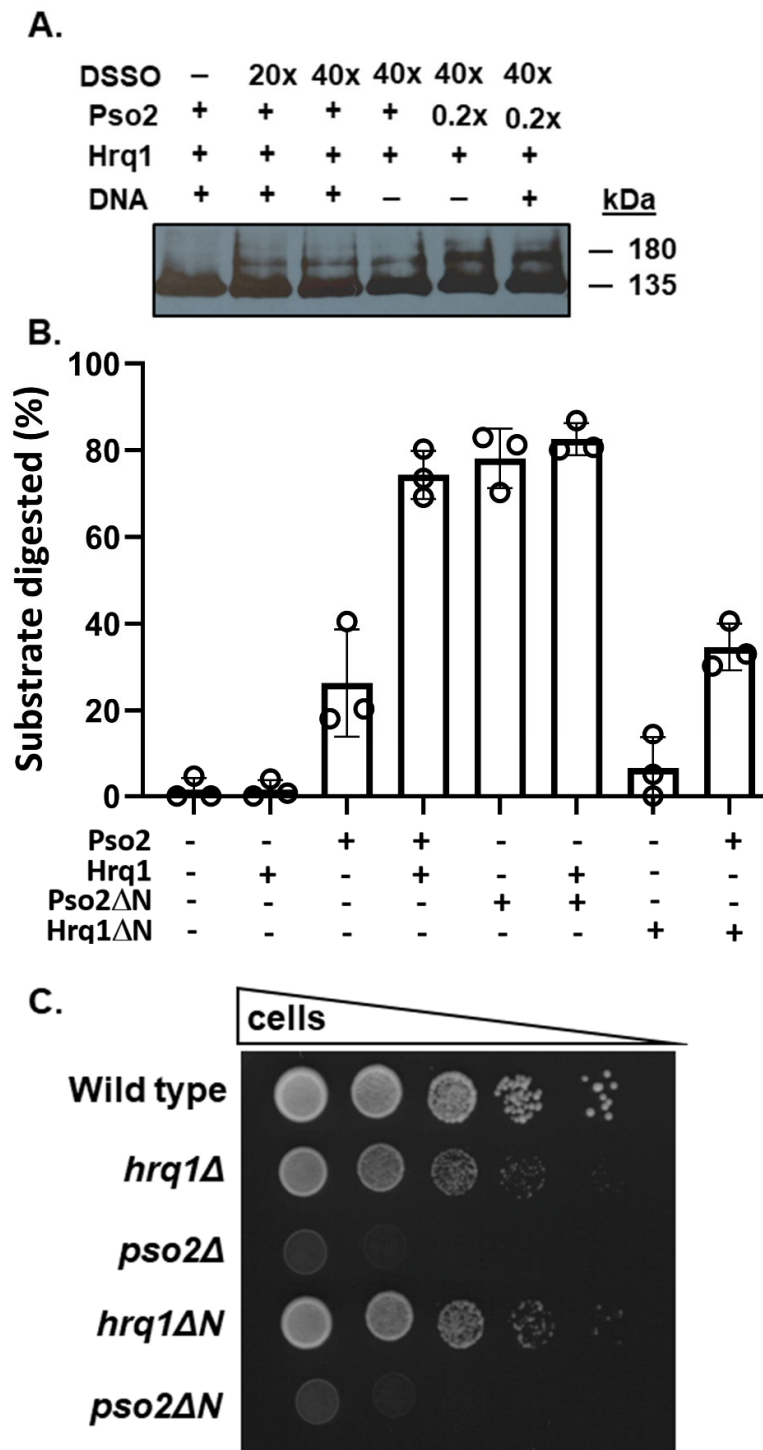 A.
DSSO – 20x 40x 40x 40x 40x
Pso2 + + + + 0.2x 0.2x
Hrq1 + + + + + +
DNA + + + – – + kDa
– 180
– 135
B.
Substrate digested (%)
100
80
60
40
20
0
Pso2 - - + + - - - +
Hrq1 - + - + - + - -
Pso2ΔN - - - - + + - -
Hrq1ΔN - - - - - - + +
C.
cells
Wild type
hrq1Δ
pso2Δ
hrq1ΔN
pso2ΔN